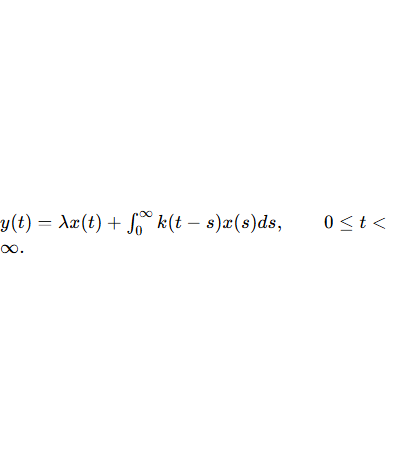 y(t) = λx(t) + ∫₀^∞ k(t − s)x(s)ds, 0 ≤ t <
∞.